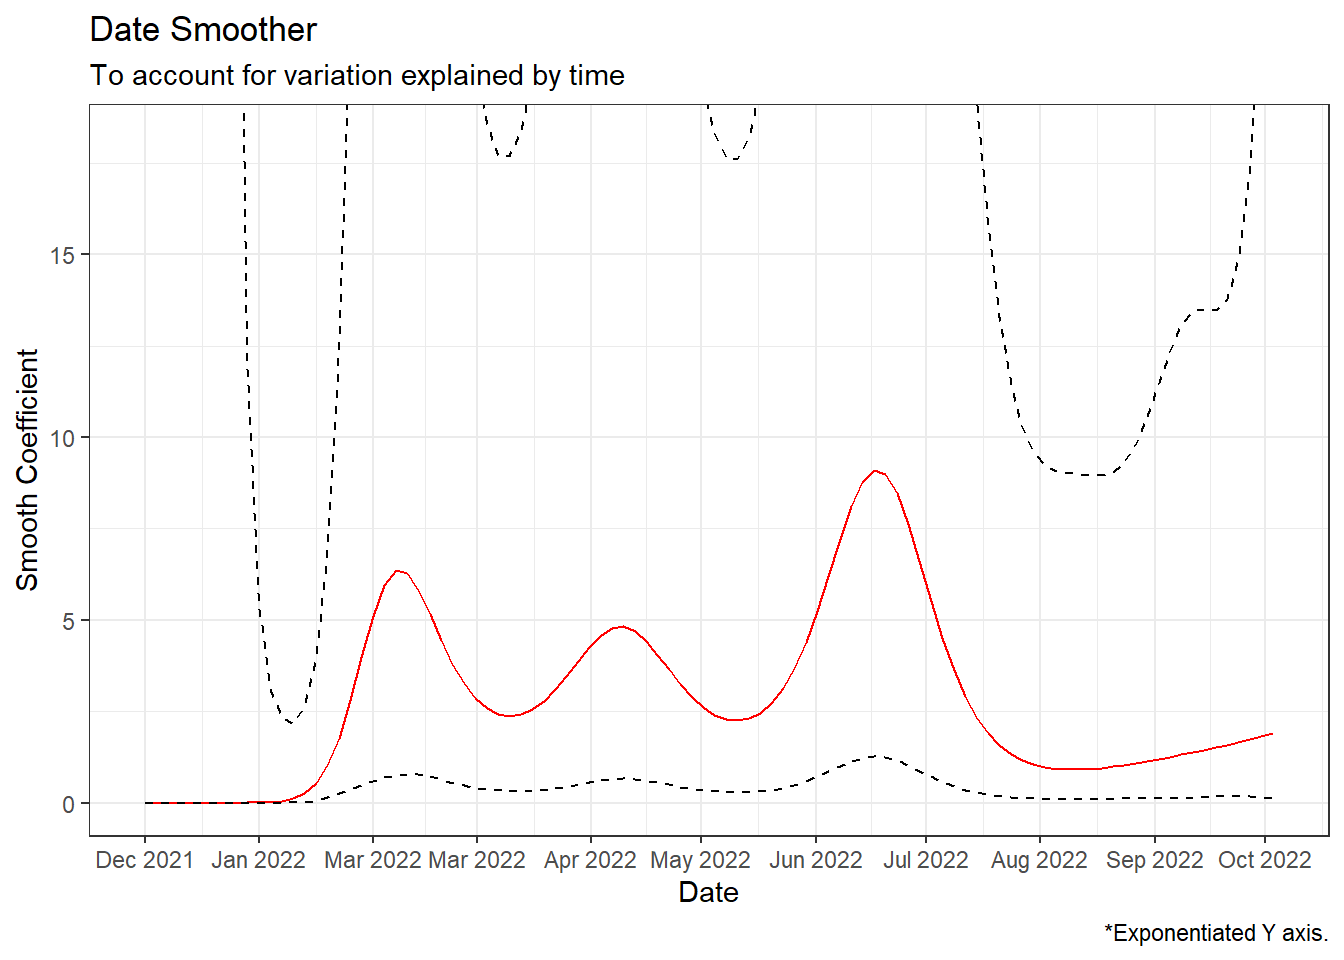 Date Smoother
To account for variation explained by time
Smooth Coefficient
15
10
5
0
Dec 2021 Jan 2022 Mar 2022 Mar 2022 Apr 2022 May 2022 Jun 2022 Jul 2022 Aug 2022 Sep 2022 Oct 2022
Date
*Exponentiated Y axis.